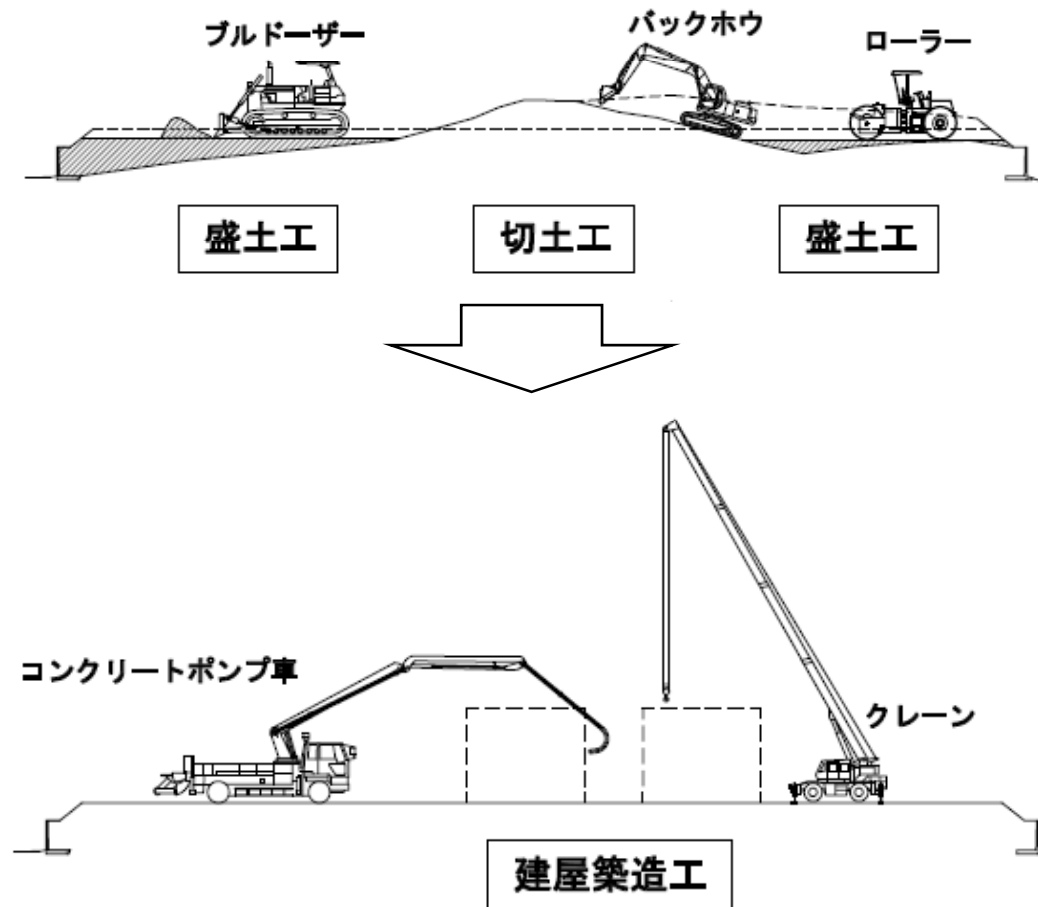 ブルドーザー
バックホウ
ローラー
盛土工
切土工
盛土工
コンクリートポンプ車
クレーン
建屋築造工